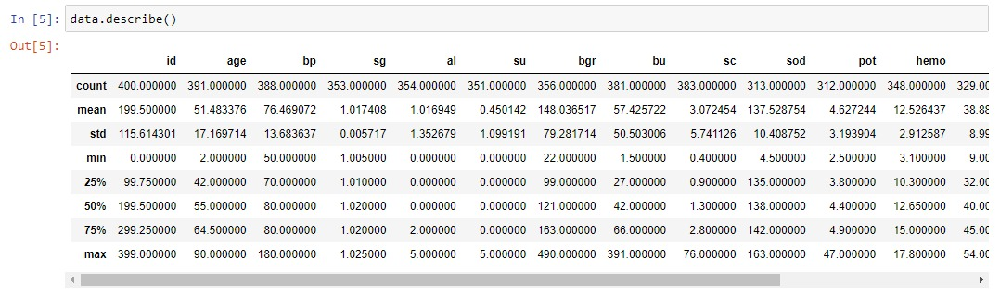 In [5]: data.describe()
Out[5]:
id age bp sg al su bgr bu sc sod pot hemo
count 400.000000 391.000000 388.000000 353.000000 354.000000 351.000000 356.000000 381.000000 383.000000 313.000000 312.000000 348.000000 329.00
mean 199.500000 51.483376 76.469072 1.017408 1.016949 0.450142 148.036517 57.425722 3.072454 137.528754 4.627244 12.526437 38.88
std 115.614301 17.169714 13.683637 0.005717 1.352679 1.099191 79.281714 50.503006 5.741126 10.408752 3.193904 2.912587 8.99
min 0.000000 2.000000 50.000000 1.005000 0.000000 0.000000 22.000000 1.500000 0.400000 4.500000 2.500000 3.100000 9.00
25% 99.750000 42.000000 70.000000 1.010000 0.000000 0.000000 99.000000 27.000000 0.900000 135.000000 3.800000 10.300000 32.00
50% 199.500000 55.000000 80.000000 1.020000 0.000000 0.000000 121.000000 42.000000 1.300000 138.000000 4.400000 12.650000 40.00
75% 299.250000 64.500000 80.000000 1.020000 2.000000 0.000000 163.000000 66.000000 2.800000 142.000000 4.900000 15.000000 45.00
max 399.000000 90.000000 180.000000 1.025000 5.000000 5.000000 490.000000 391.000000 76.000000 163.000000 47.000000 17.800000 54.00